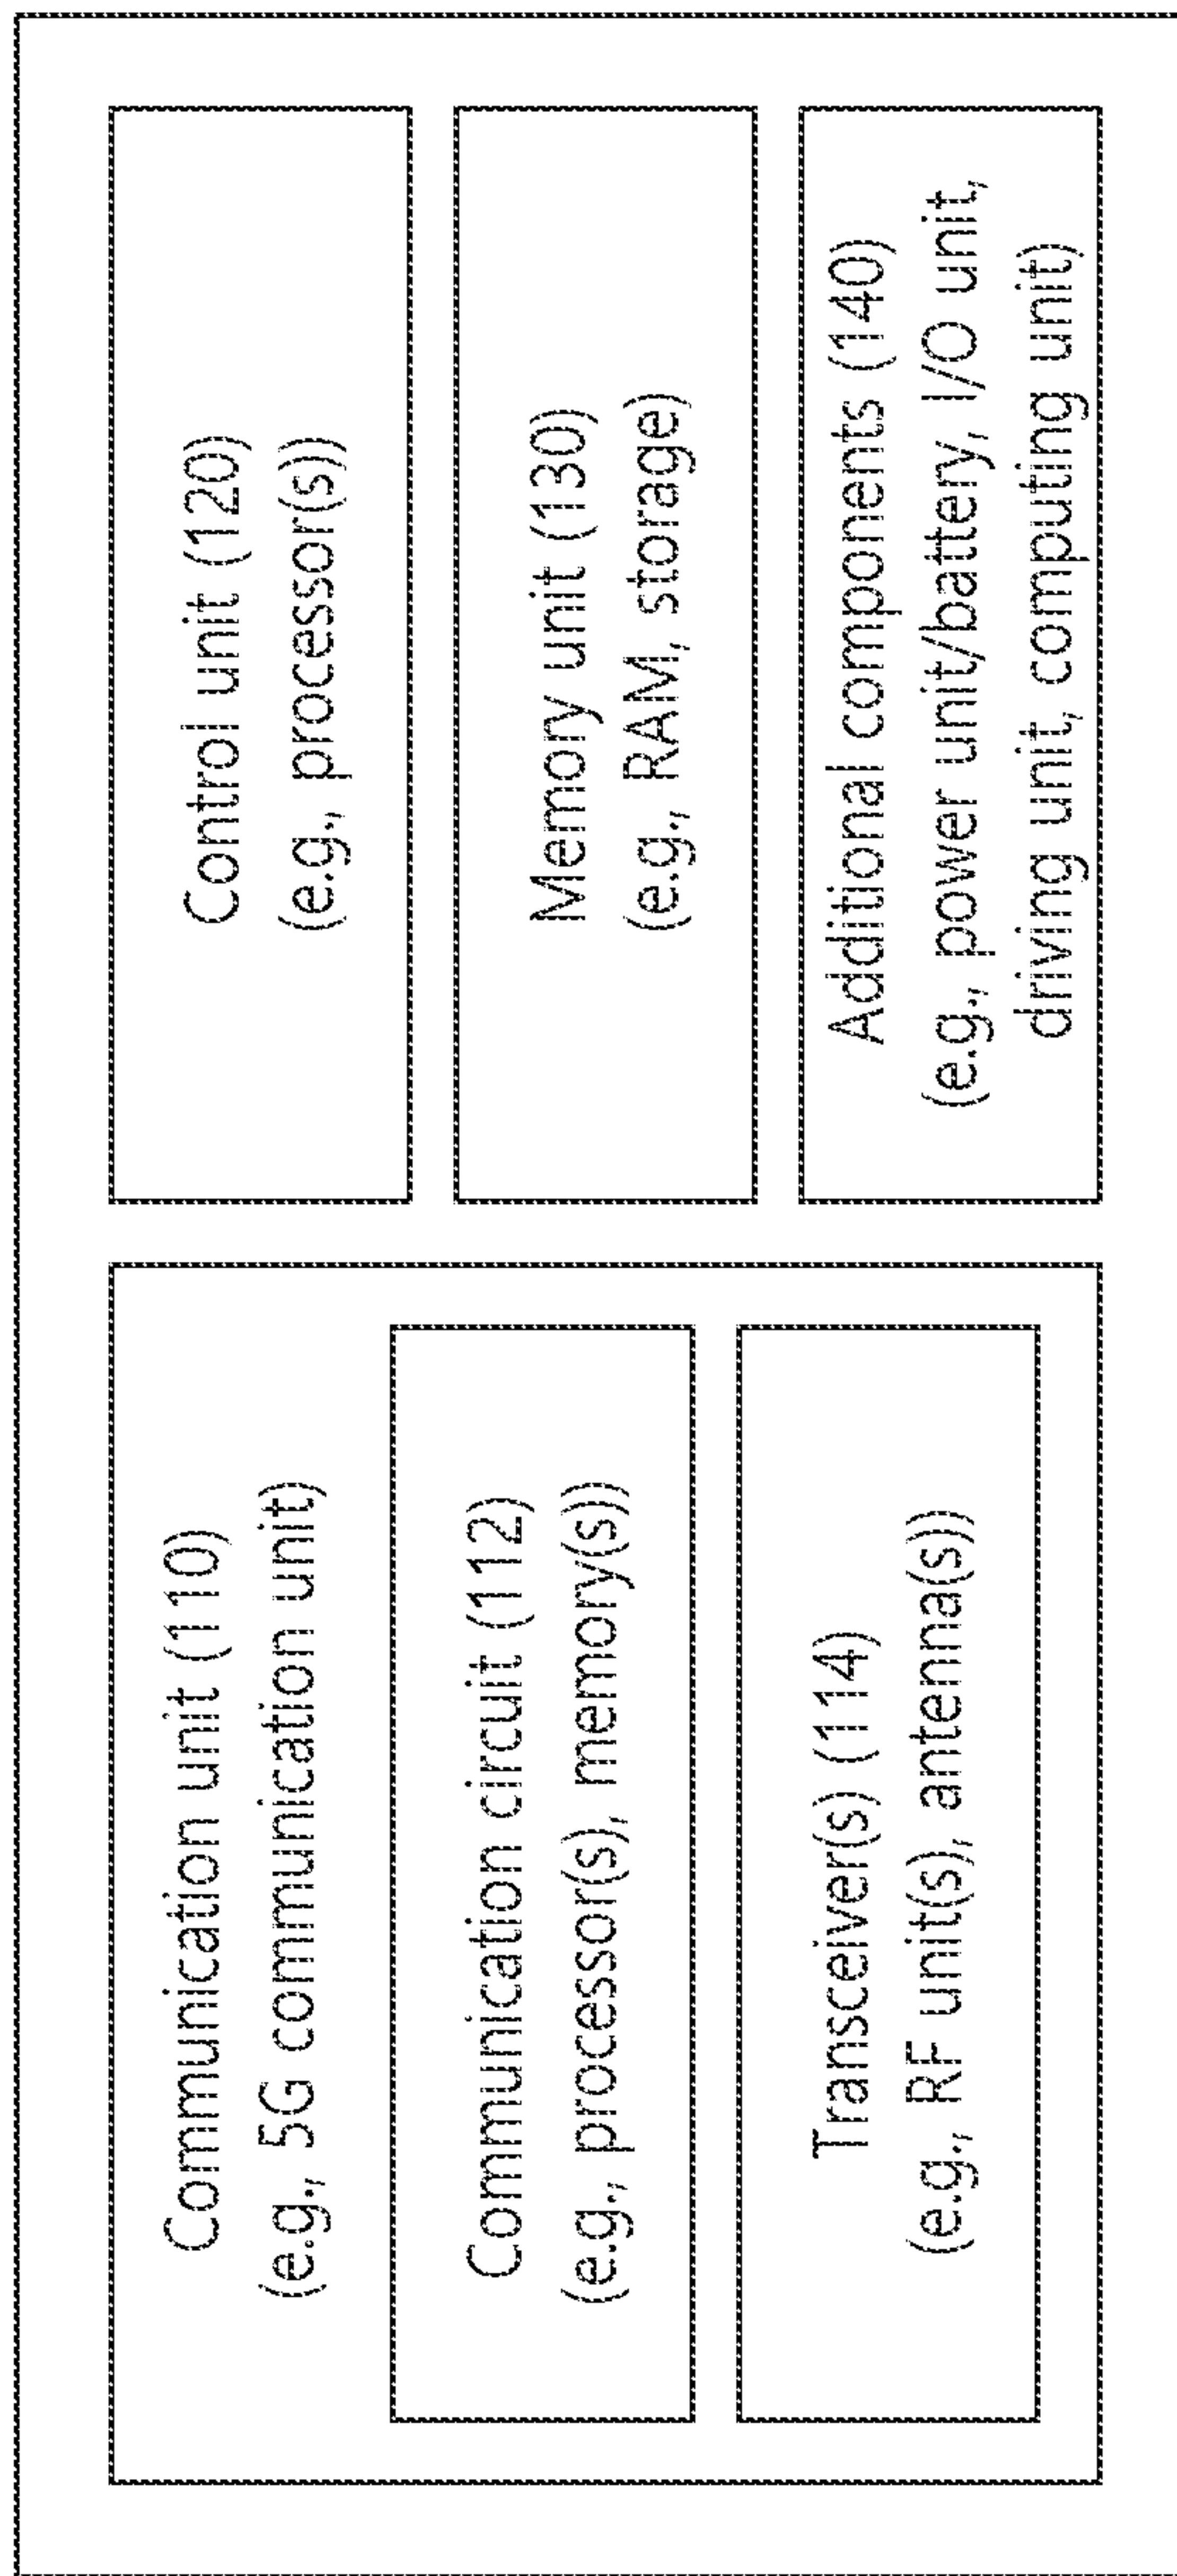 Communication unit (110)
(e.g., 5G communication unit)
Communication circuit (112)
(e.g., processor(s), memory(s))
Transceiver(s) (114)
(e.g., RF unit(s), antenna(s))
Control unit (120)
(e.g., processor(s))
Memory unit (130)
(e.g., RAM, storage)
Additional components (140)
(e.g., power unit/battery, I/O unit,
driving unit, computing unit)